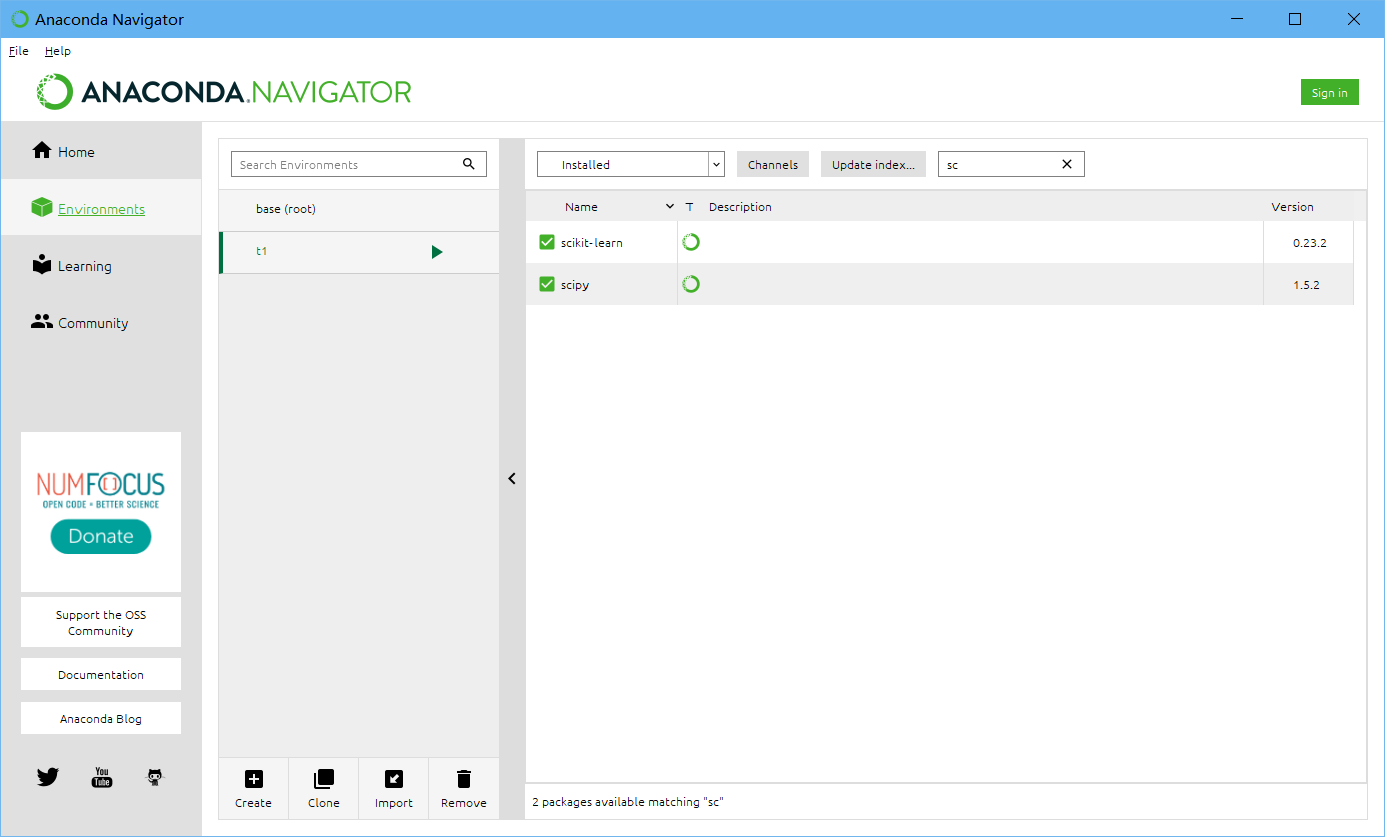 Anaconda Navigator
File Help
ANACONDA.NAVIGATOR
Sign in
Home
Environments
Learning
Community
NUMFOCUS
OPEN CODE = BETTER SCIENCE
Donate
Support the OSS
Community
Documentation
Anaconda Blog
You
Tube
Search Environments
base (root)
t1
Create Clone Import Remove
Installed Channels Update index... sc
Name T Description Version
scikit-learn 0.23.2
scipy 1.5.2
2 packages available matching "sc"